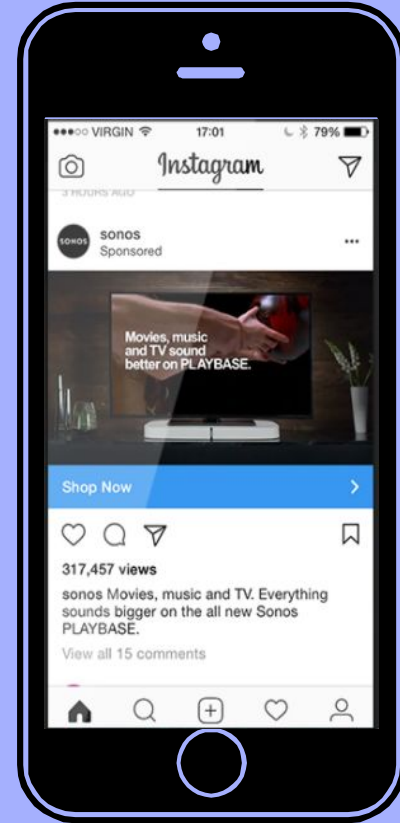 VIRGIN 17:01 79%
Instagram
3 HOURS AGO
SONOS
sonos
Sponsored
Movies, music
and TV sound
better on PLAYBASE.
Shop Now
317,457 views
sonos Movies, music and TV. Everything
sounds bigger on the all new Sonos
PLAYBASE.
View all 15 comments